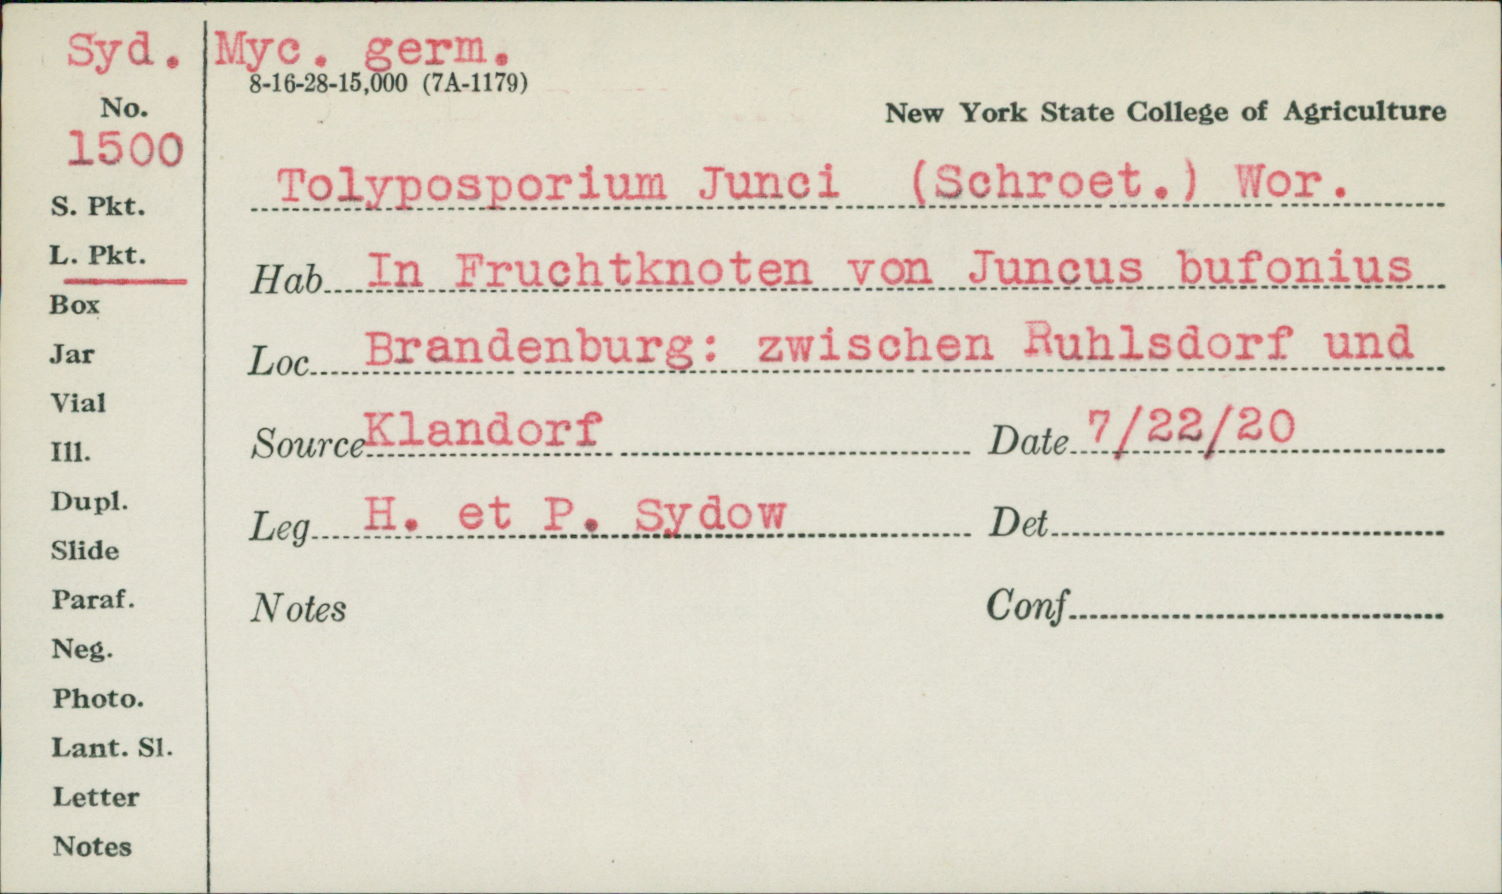 Syd. Myc. germ.
8-16-28-15,000 (7A-1179)
No.
New York State College of Agriculture
1500
Tolyposporium Junci (Schroet.) Wor.
S. Pkt.
L. Pkt.
Hab In Fruchtknoten von Juncus bufonius
Box
Loc Brandenburg: zwischen Ruhlsdorf und
Jar
Vial
Source Klandorf Date 7/22/20
Ill.
Dupl.
Leg H. et P. Sydow Det
Slide
Paraf.
Notes Conf
Neg.
Photo.
Lant. Sl.
Letter
Notes